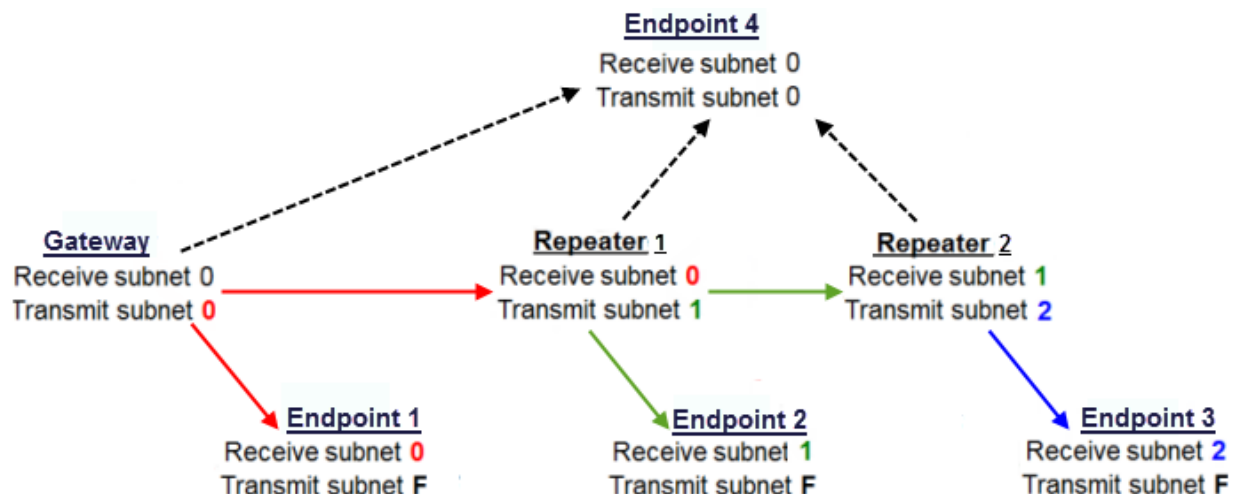 Endpoint 4
Receive subnet 0
Transmit subnet 0
Gateway
Receive subnet 0
Transmit subnet 0
Repeater 1
Receive subnet 0
Transmit subnet 1
Repeater 2
Receive subnet 1
Transmit subnet 2
Endpoint 1
Receive subnet 0
Transmit subnet F
Endpoint 2
Receive subnet 1
Transmit subnet F
Endpoint 3
Receive subnet 2
Transmit subnet F